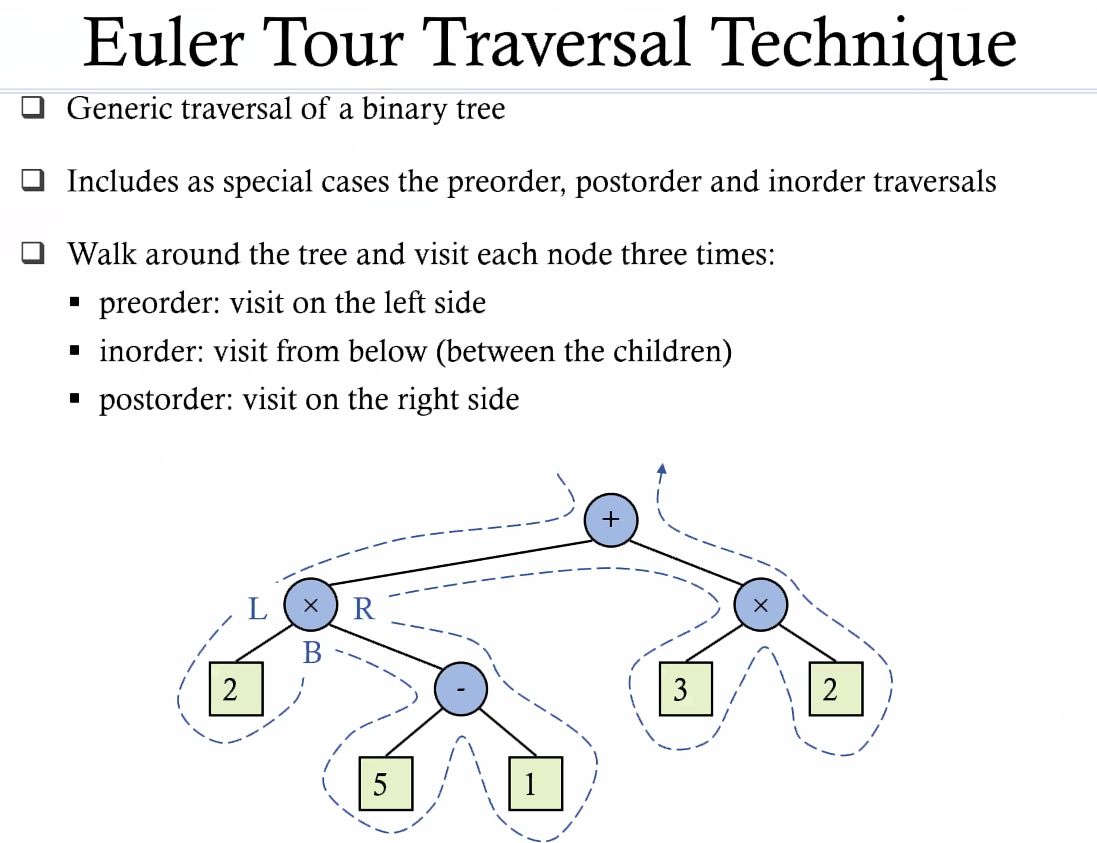 Euler Tour Traversal Technique
❑ Generic traversal of a binary tree
❑ Includes as special cases the preorder, postorder and inorder traversals
❑ Walk around the tree and visit each node three times:
▪ preorder: visit on the left side
▪ inorder: visit from below (between the children)
▪ postorder: visit on the right side
+
L × R ×
B
2 - 3 2
5 1